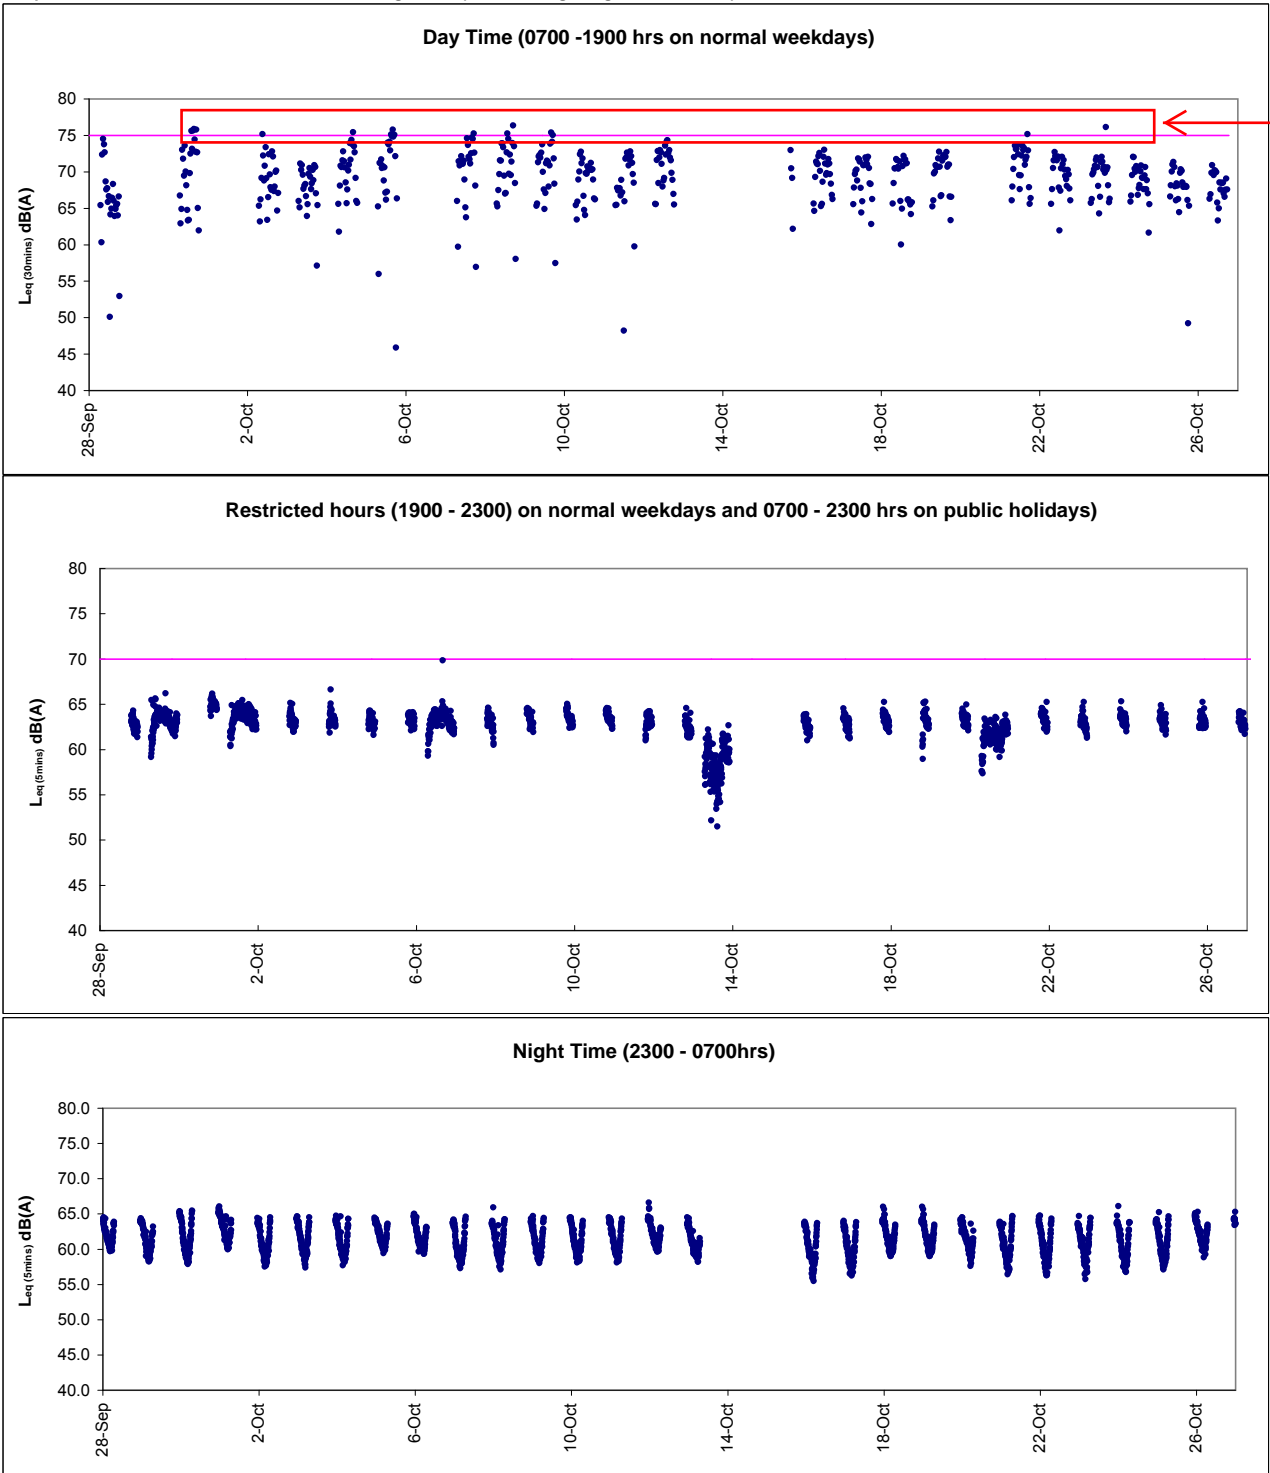 Day Time (0700 -1900 hrs on normal weekdays)
80
75
70
65
60
55
50
45
40
Leq (30mins) dB(A)
28-Sep
2-Oct
6-Oct
10-Oct
14-Oct
18-Oct
22-Oct
26-Oct
Restricted hours (1900 - 2300) on normal weekdays and 0700 - 2300 hrs on public holidays)
80
75
70
65
60
55
50
45
40
Leq (5mins) dB(A)
28-Sep
2-Oct
6-Oct
10-Oct
14-Oct
18-Oct
22-Oct
26-Oct
Night Time (2300 - 0700hrs)
80.0
75.0
70.0
65.0
60.0
55.0
50.0
45.0
40.0
Leq (5mins) dB(A)
28-Sep
2-Oct
6-Oct
10-Oct
14-Oct
18-Oct
22-Oct
26-Oct